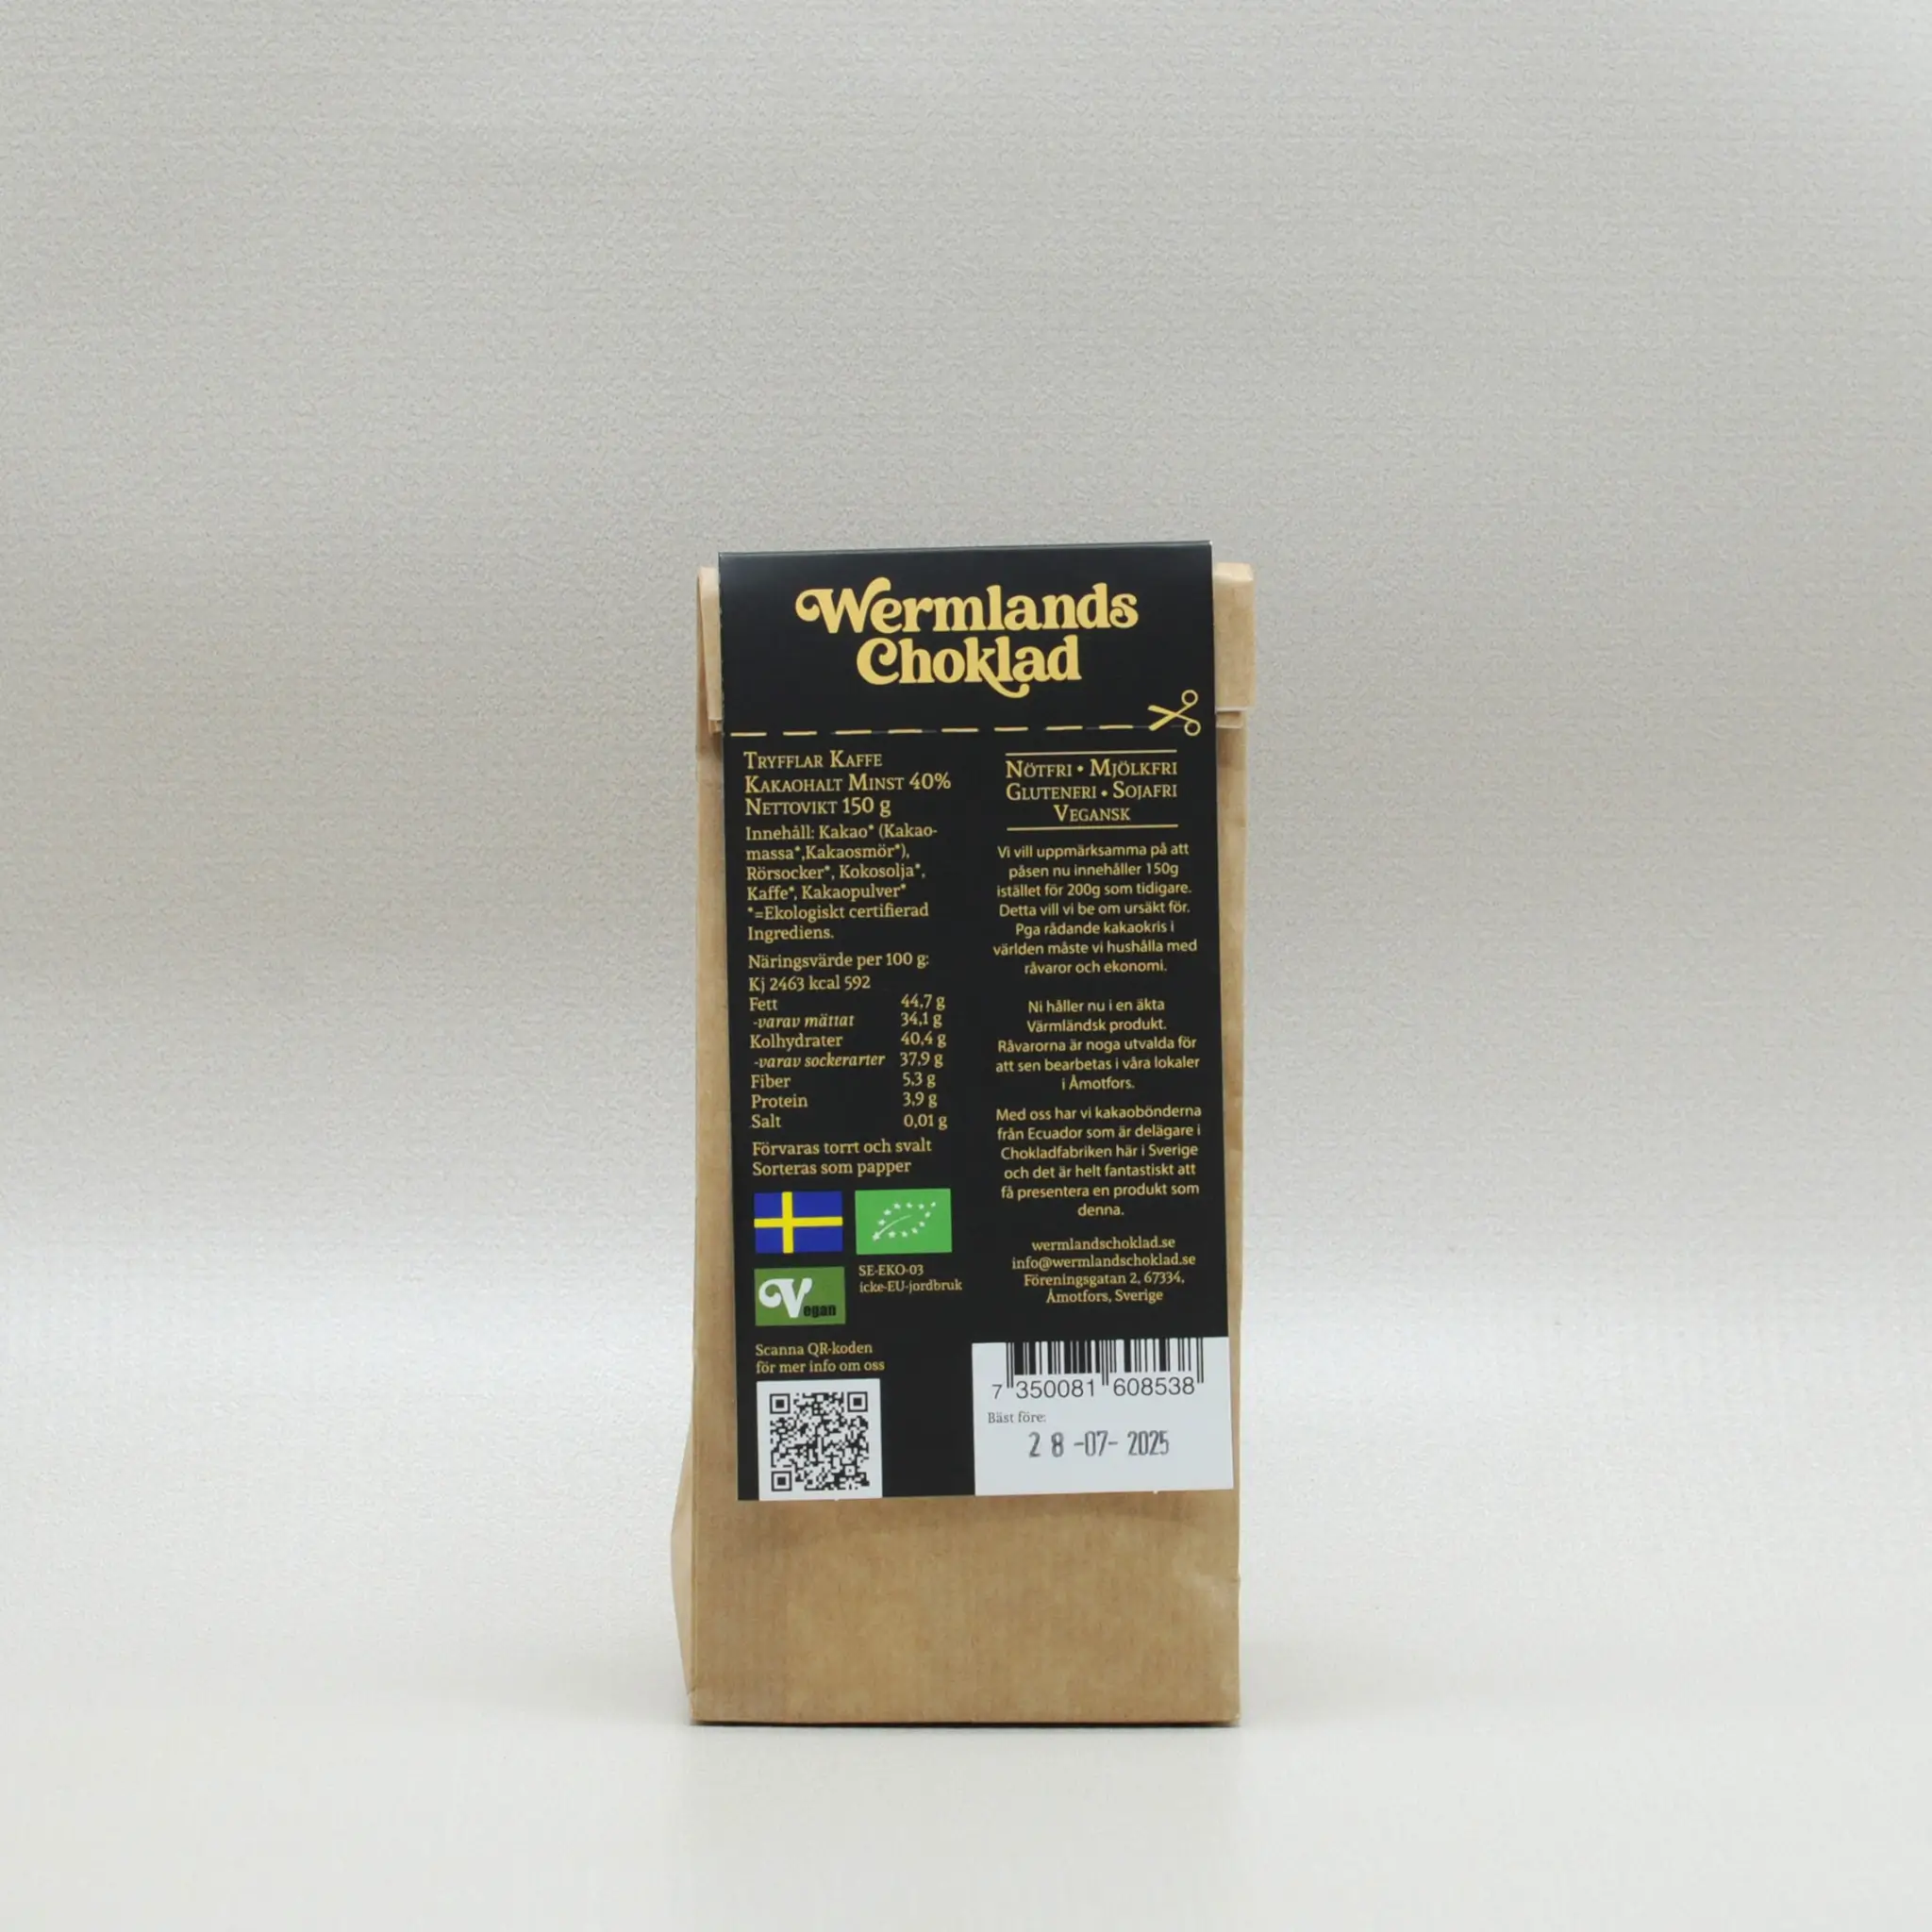 Wermlands
Choklad
Tryfflar Kaffe
Kakaohalt Minst 40%
Nettovikt 150 g
Innehåll: Kakao* (Kakao-
massa*,Kakaosmör*),
Rörsocker*, Kokosolja*,
Kaffe*, Kakaopulver*
*=Ekologiskt certifierad
Ingrediens.
Näringsvärde per 100 g:
Kj 2463 kcal 592
Fett 44,7 g
-varav mättat 34,1 g
Kolhydrater 40,4 g
-varav sockerarter 37,9 g
Fiber 5,3 g
Protein 3,9 g
Salt 0,01 g
Förvaras torrt och svalt
Sorteras som papper
SE-EKO-03
icke-EU-jordbruk
Vegan
Scanna QR-koden
för mer info om oss
Nötfri • Mjölkfri
Glutenfri • Sojafri
Vegansk
Vi vill uppmärksamma på att
påsen nu innehåller 150g
istället för 200g som tidigare.
Detta vill vi be om ursäkt för.
Pga rådande kakaokris i
världen måste vi hushålla med
råvaror och ekonomi.
Ni håller nu i en äkta
Värmländsk produkt.
Råvarorna är noga utvalda för
att sen bearbetas i våra lokaler
i Åmotfors.
Med oss har vi kakaobönderna
från Ecuador som är delägare i
Chokladfabriken här i Sverige
och det är helt fantastiskt att
få presentera en produkt som
denna.
wermlandschoklad.se
info@wermlandschoklad.se
Föreningsgatan 2, 67334,
Åmotfors, Sverige
7 350081 608538
Bäst före:
28-07-2025